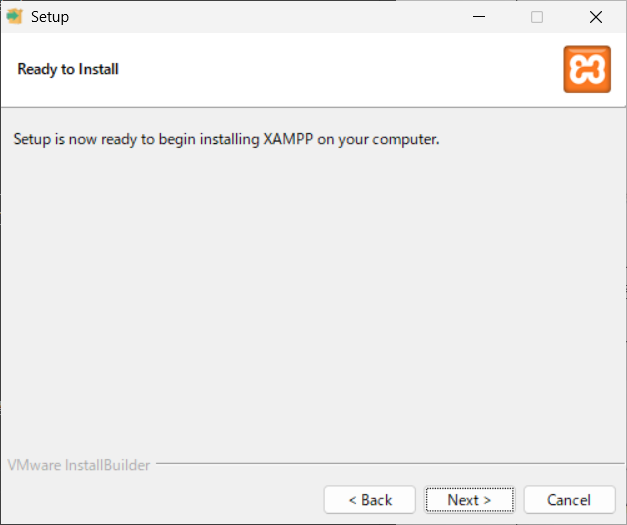 Setup
Ready to Install
Setup is now ready to begin installing XAMPP on your computer.
VMware InstallBuilder
< Back
Next >
Cancel